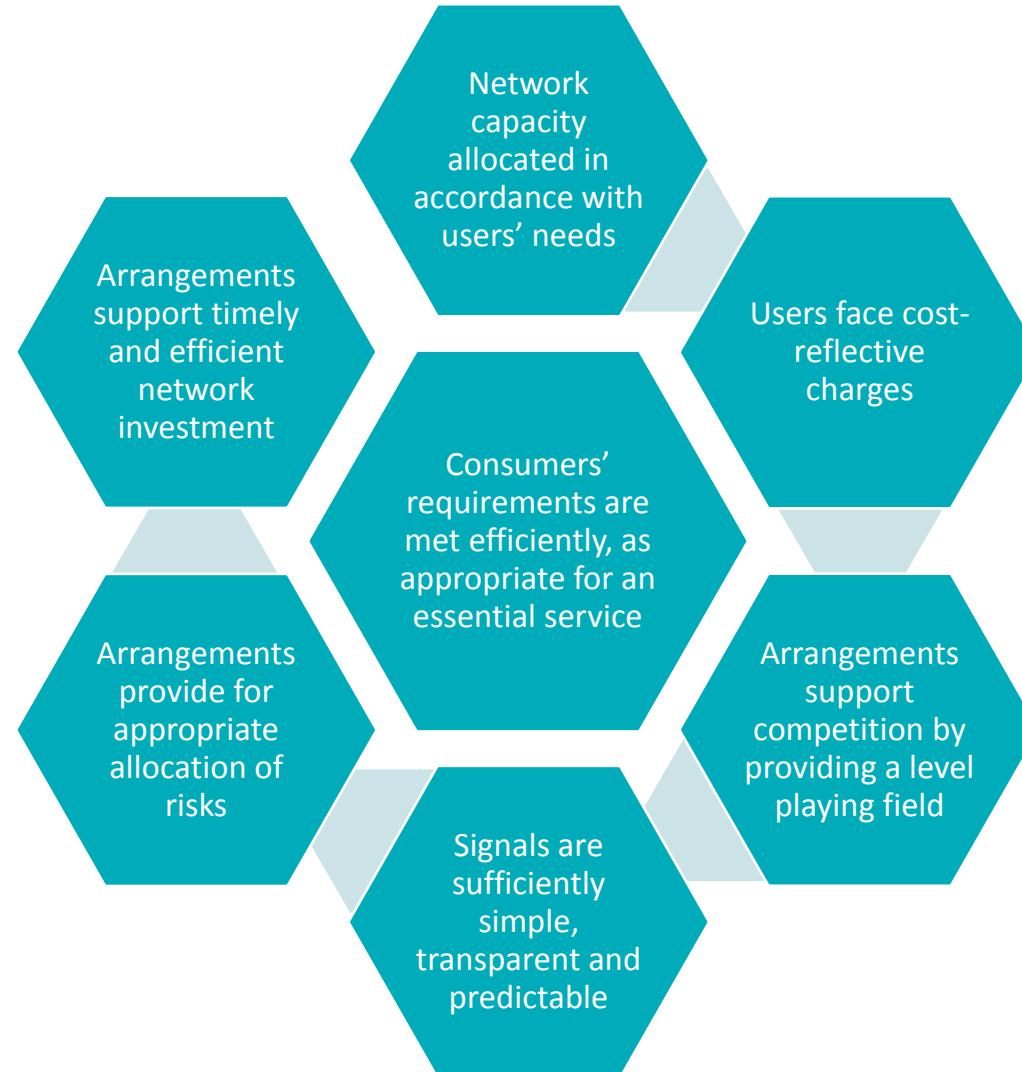 Network
capacity
allocated in
accordance with
users’ needs
Users face cost-
reflective
charges
Arrangements
support
competition by
providing a level
playing field
Signals are
sufficiently
simple,
transparent and
predictable
Arrangements
provide for
appropriate
allocation of
risks
Arrangements
support timely
and efficient
network
investment
Consumers’
requirements are
met efficiently, as
appropriate for an
essential service